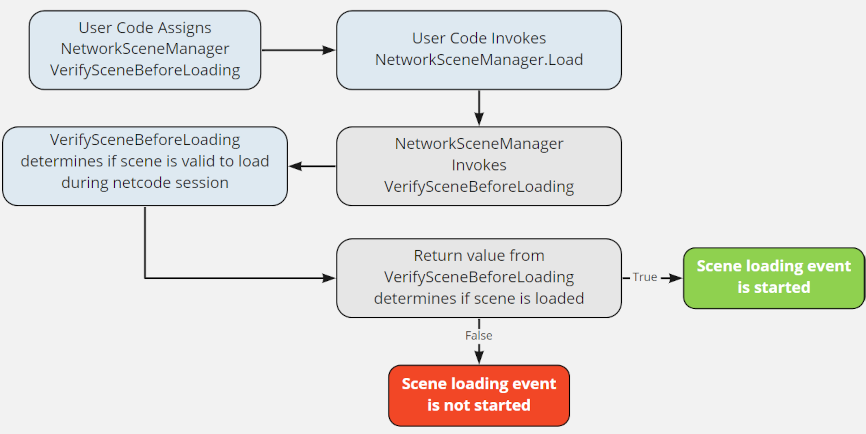 User Code Assigns
NetworkSceneManager
VerifySceneBeforeLoading
User Code Invokes
NetworkSceneManager.Load
NetworkSceneManager
Invokes
VerifySceneBeforeLoading
VerifySceneBeforeLoading
determines if scene is valid to load
during netcode session
Return value from
VerifySceneBeforeLoading
determines if scene is loaded
True
Scene loading event
is started
False
Scene loading event
is not started